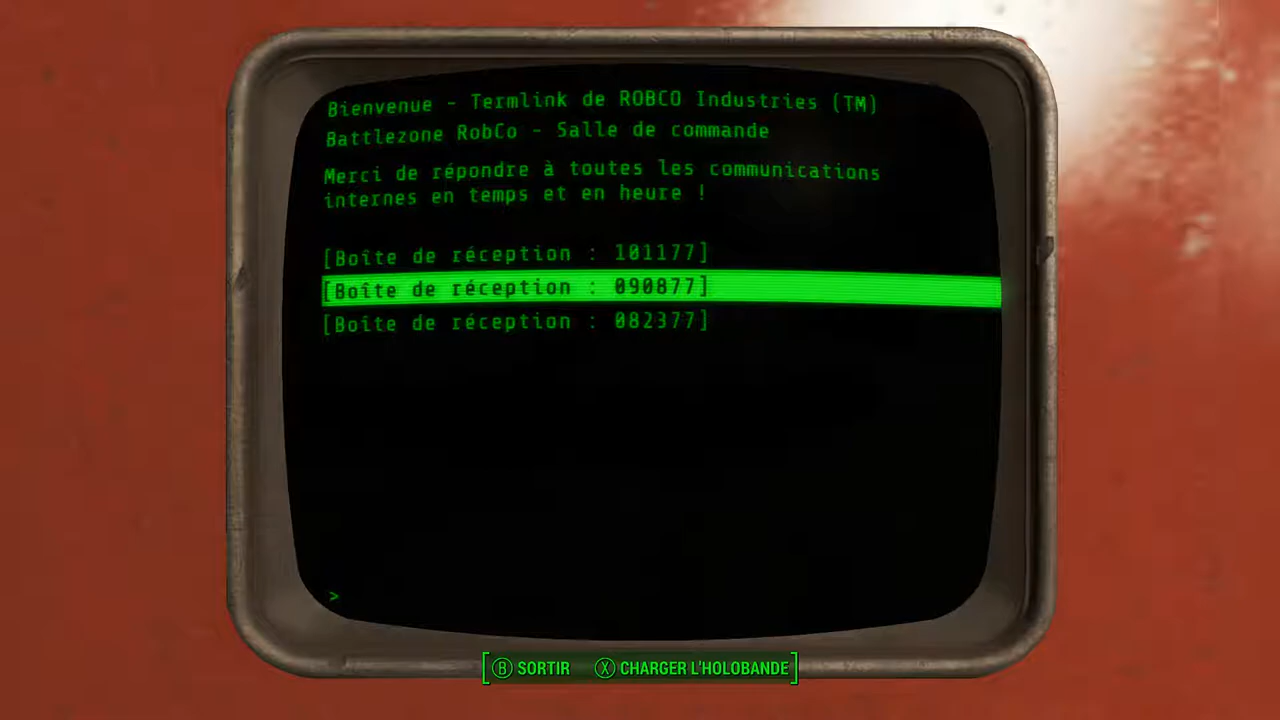 Bienvenue - Termlink de ROBCO Industries (TM)
Battlezone RobCo - Salle de commande
Merci de répondre à toutes les communications
internes en temps et en heure !
[Boîte de réception : 101177]
[Boîte de réception : 090877]
[Boîte de réception : 082377]
>
[Ⓑ SORTIR Ⓧ CHARGER L'HOLOBANDE]